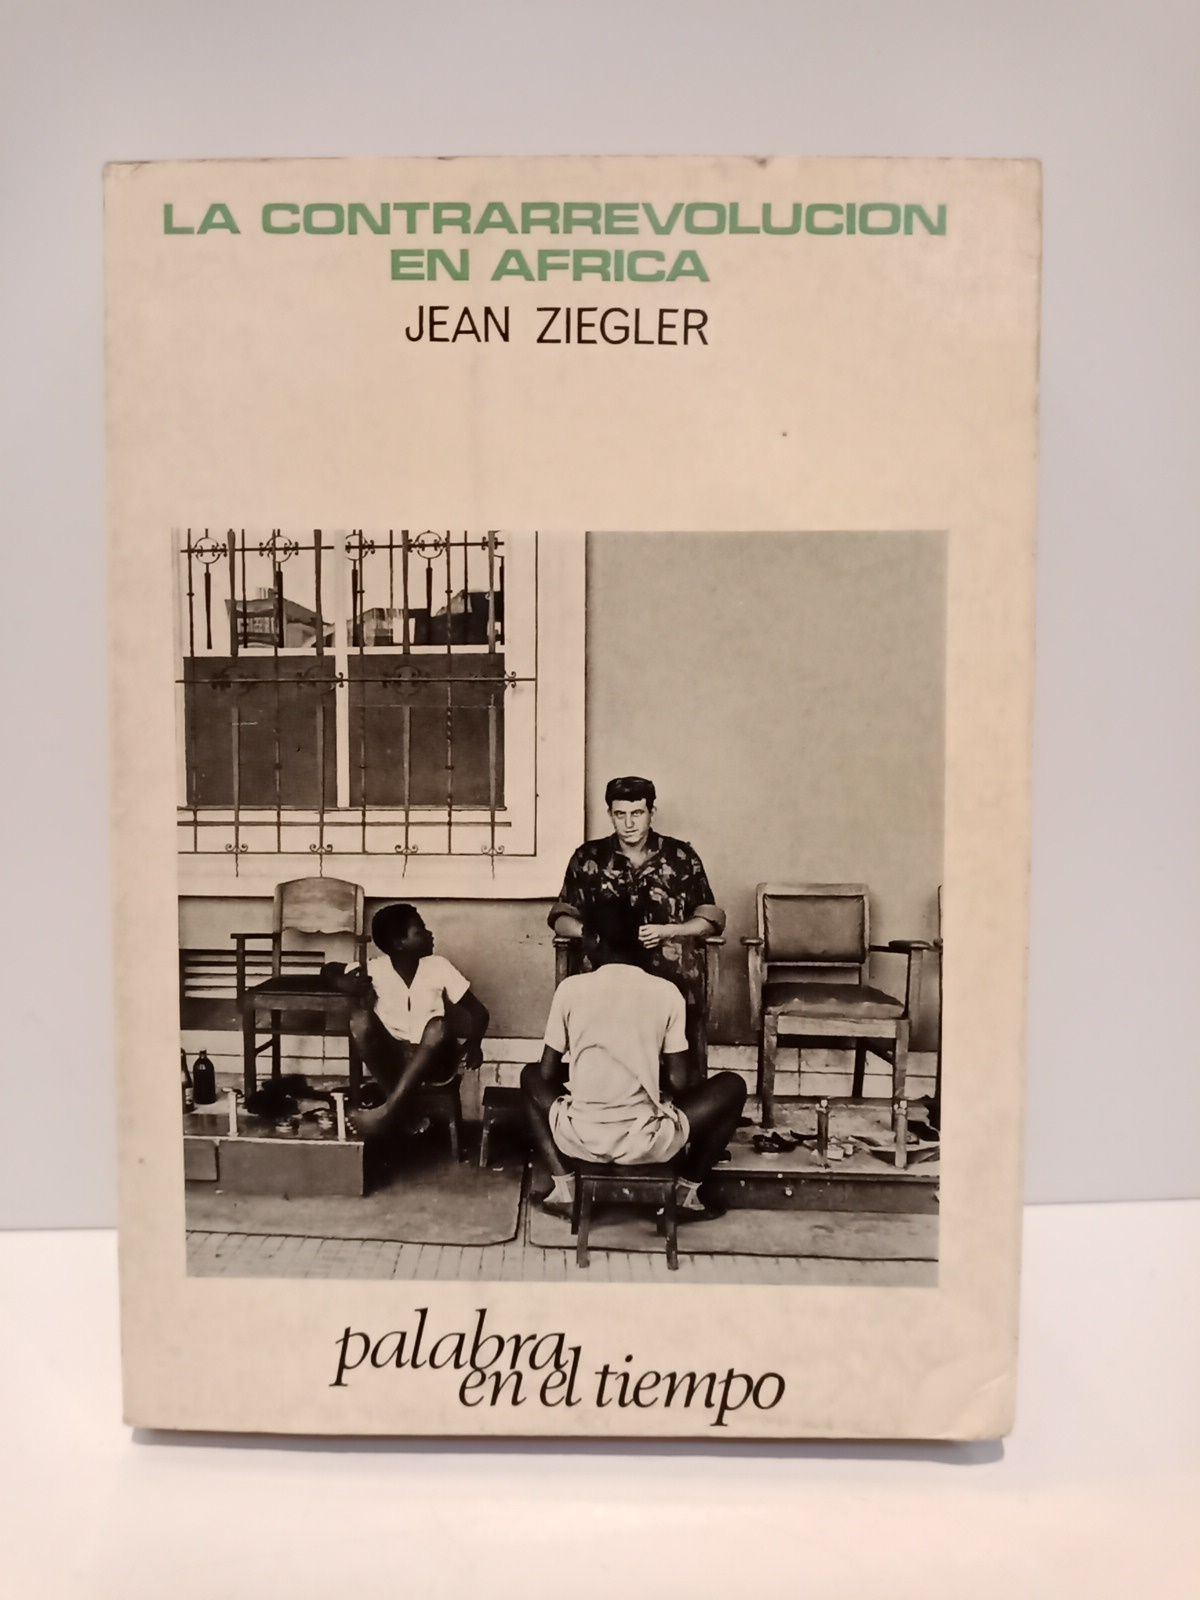 LA CONTRARREVOLUCION
EN AFRICA
JEAN ZIEGLER
palabra
en el tiempo